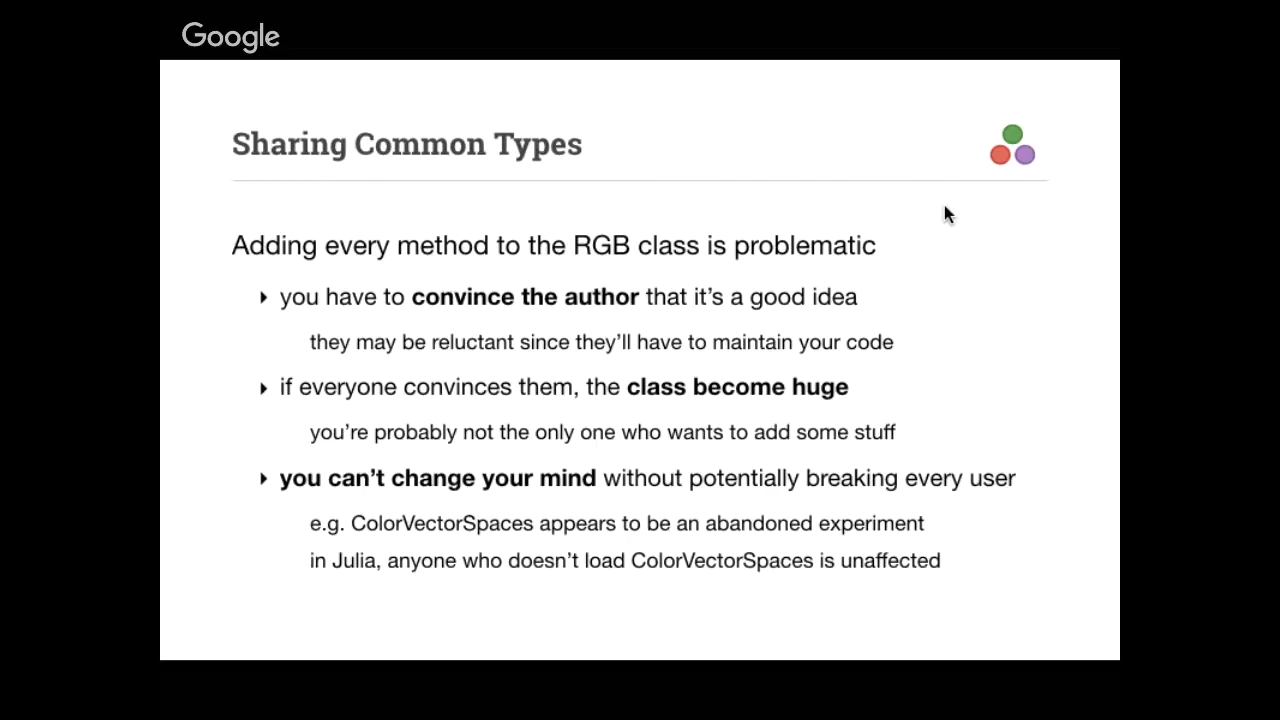 Google
Sharing Common Types
Adding every method to the RGB class is problematic
you have to convince the author that it’s a good idea
they may be reluctant since they’ll have to maintain your code
if everyone convinces them, the class become huge
you’re probably not the only one who wants to add some stuff
you can’t change your mind without potentially breaking every user
e.g. ColorVectorSpaces appears to be an abandoned experiment
in Julia, anyone who doesn’t load ColorVectorSpaces is unaffected